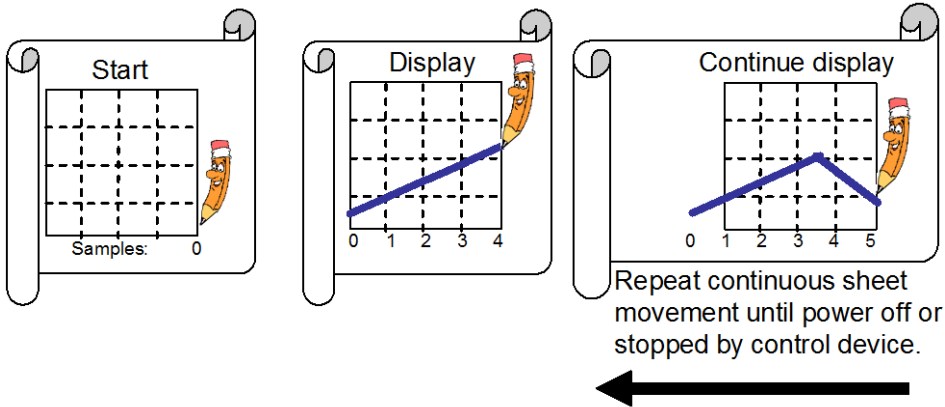 Start
Samples: 0
Display
0 1 2 3 4
Continue display
0 1 2 3 4 5
Repeat continuous sheet
movement until power off or
stopped by control device.